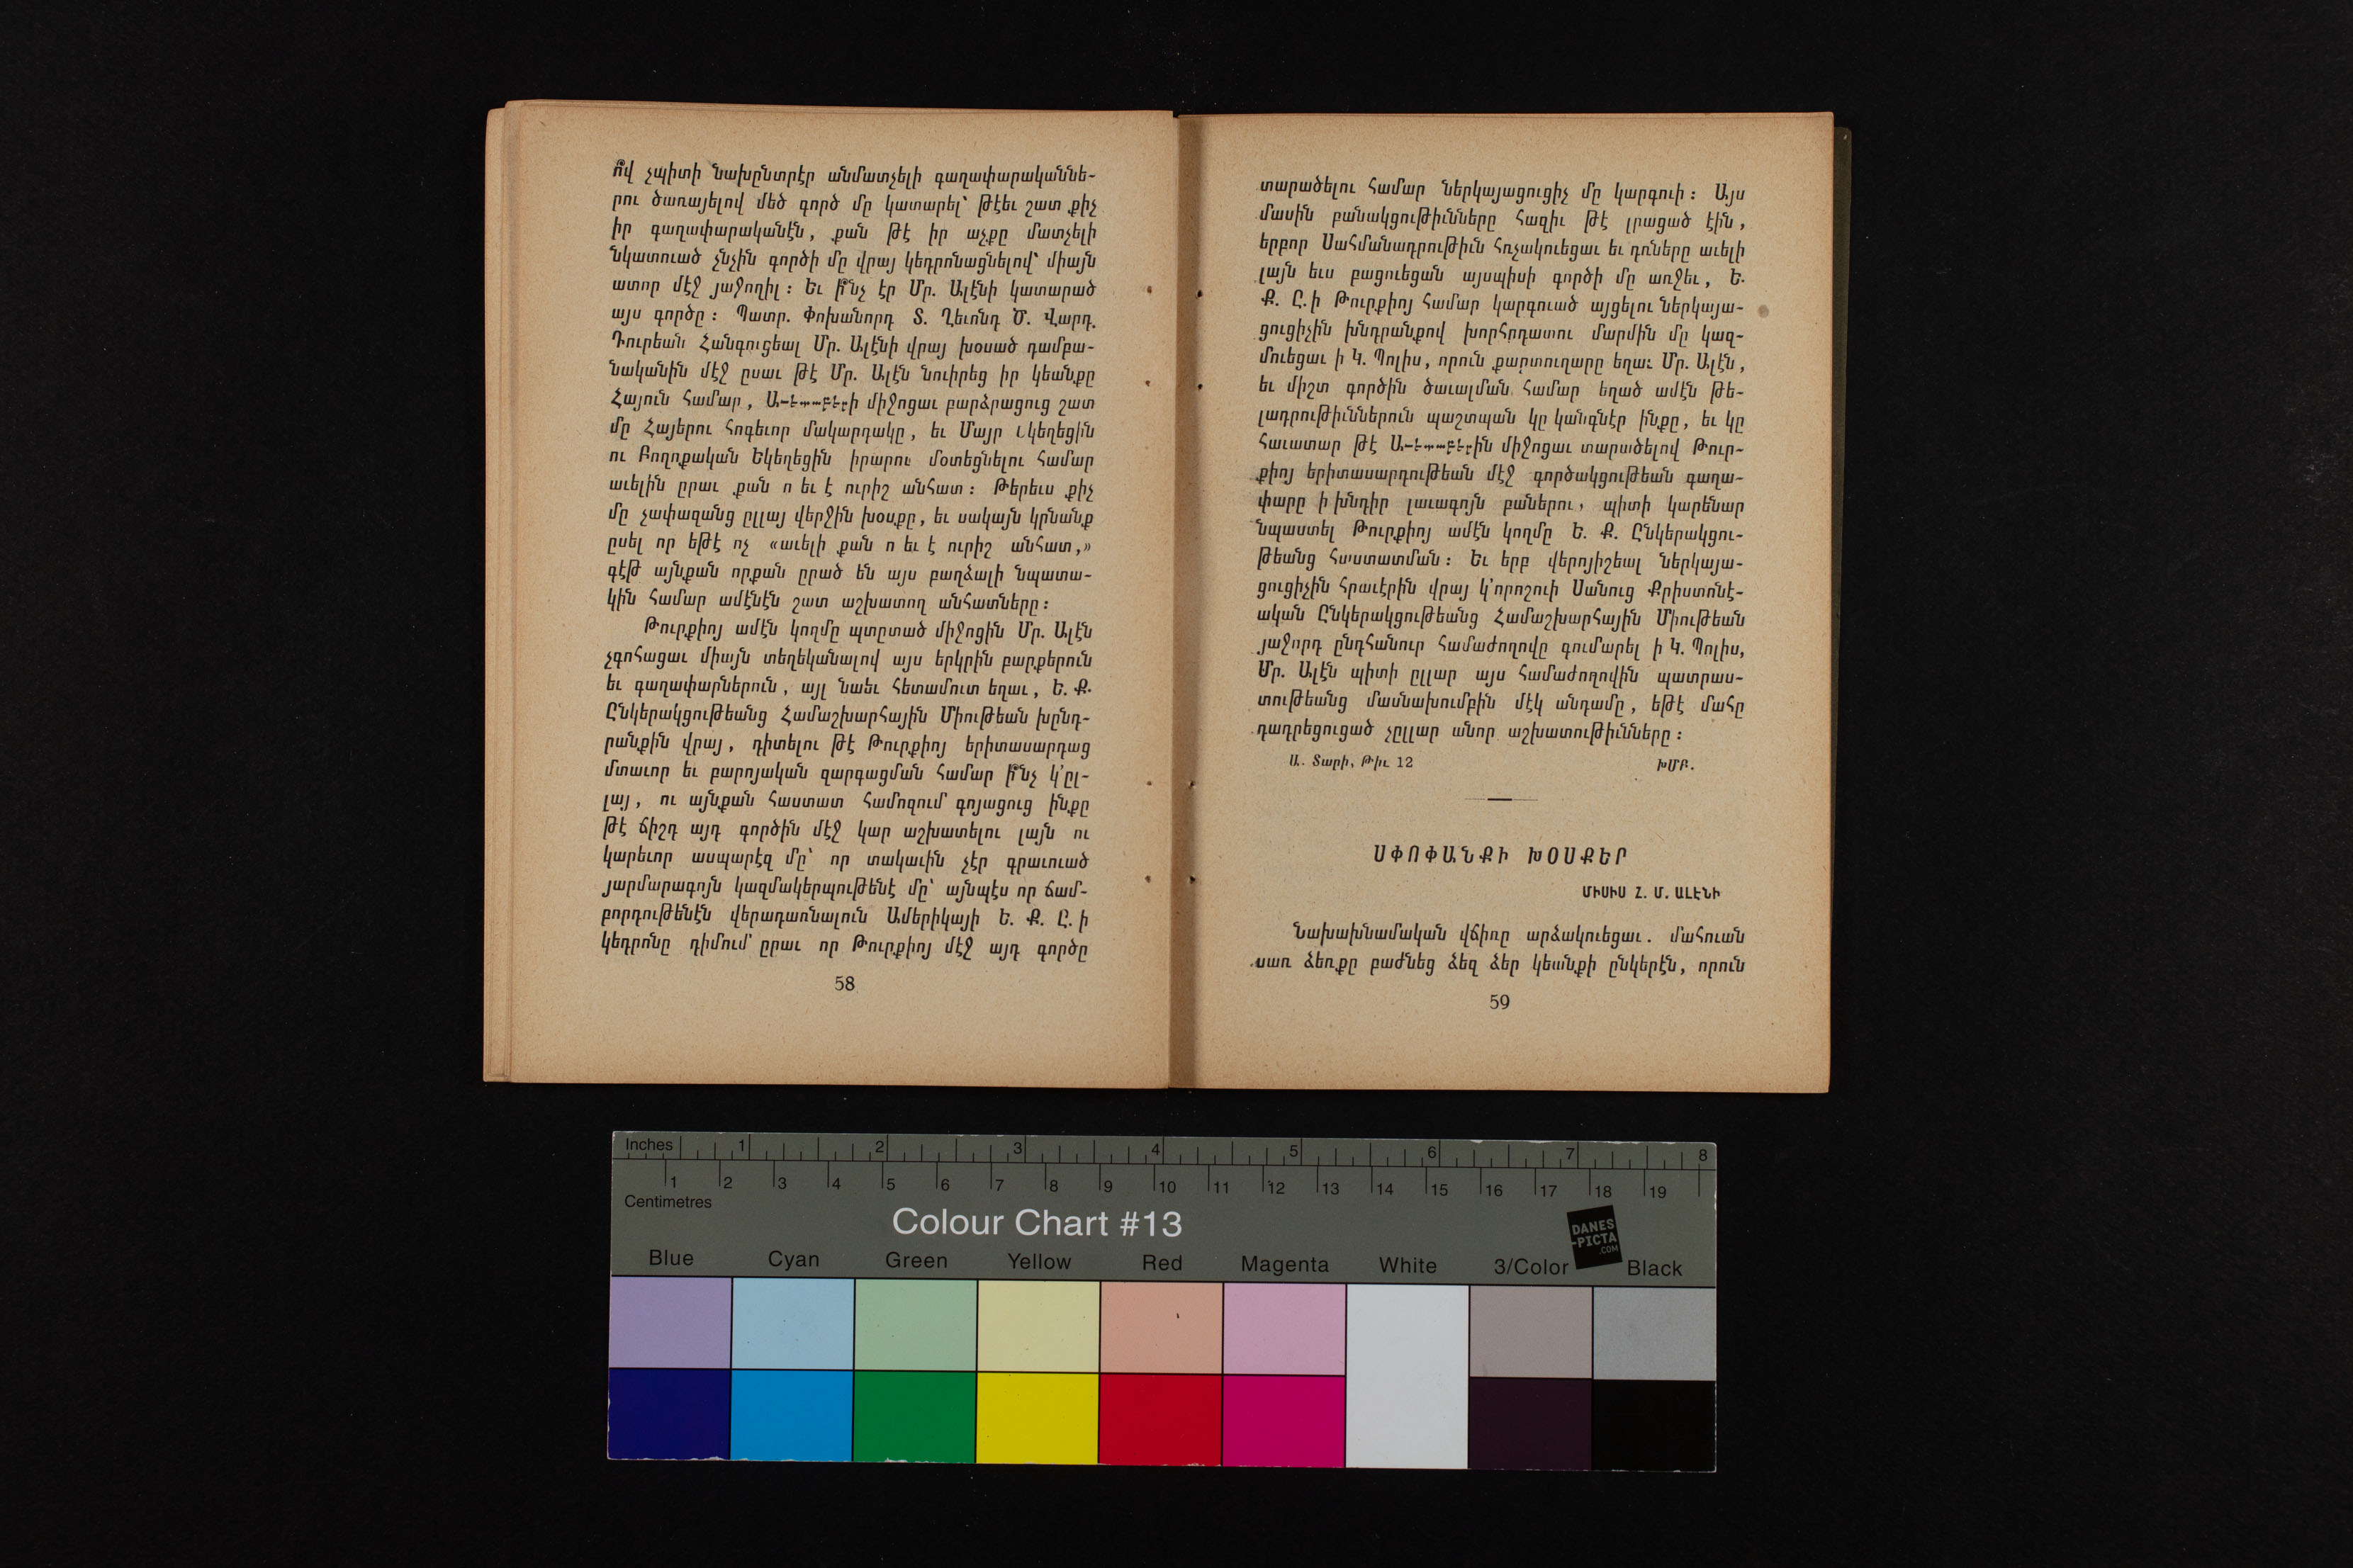 ո՞վ չպիտի նախընտրէր անմատչելի գաղափարականնե-
րու ծառայելով մեծ գործ մը կատարել՝ թէեւ շատ քիչ
իր գաղափարականէն, քան թէ իր աչքը մատչելի
նկատուած չնչին գործի մը վրայ կեդրոնացնելով՝ միայն
ատոր մէջ յաջողիլ։ Եւ ի՞նչ էր Մր. Ալէնի կատարած
այս գործը։ Պատր. Փոխանորդ Տ. Ղեւոնդ Ծ. Վարդ.
Դուրեան Հանգուցեալ Մր. Ալէնի վրայ խօսած դամբա-
նականին մէջ ըսաւ թէ Մր. Ալէն նուիրեց իր կեանքը
Հայուն համար, Աւետաբերի միջոցաւ բարձրացուց շատ
մը Հայերու հոգեւոր մակարդակը, եւ Մայր Եկեղեցին
ու Բողոքական Եկեղեցին իրարու մօտեցնելու համար
աւելին ըրաւ քան ո եւ է ուրիշ անհատ։ Թերեւս քիչ
մը չափազանց ըլլայ վերջին խօսքը, եւ սակայն կրնանք
ըսել որ եթէ ոչ «աւելի քան ո եւ է ուրիշ անհատ,»
գէթ այնքան որքան ըրած են այս բաղձալի նպատա-
կին համար ամէնէն շատ աշխատող անհատները։
Թուրքիոյ ամէն կողմը պտըտած միջոցին Մր. Ալէն
չգոհացաւ միայն տեղեկանալով այս երկրին բարքերուն
եւ գաղափարներուն, այլ նաեւ հետամուտ եղաւ, Ե. Ք.
Ընկերակցութեանց Համաշխարհային Միութեան խընդ-
րանքին վրայ, դիտելու թէ Թուրքիոյ երիտասարդաց
մտաւոր եւ բարոյական զարգացման համար ի՞նչ կ'ըլ-
լայ, ու այնքան հաստատ համոզում գոյացուց ինքը
թէ ճիշդ այդ գործին մէջ կար աշխատելու լայն ու
կարեւոր ասպարէզ մը՝ որ տակաւին չէր գրաւուած
յարմարագոյն կազմակերպութենէ մը՝ այնպէս որ ճամ-
բորդութենէն վերադառնալուն Ամերիկայի Ե. Ք. Ը. ի
կեդրոնը դիմում ըրաւ որ Թուրքիոյ մէջ այդ գործը
58
տարածելու համար ներկայացուցիչ մը կարգուի։ Այս
մասին բանակցութիւնները հազիւ թէ լրացած էին,
երբոր Սահմանադրութիւն հռչակուեցաւ եւ դռները աւելի
լայն եւս բացուեցան այսպիսի գործի մը առջեւ, Ե.
Ք. Ը. ի Թուրքիոյ համար կարգուած այցելու ներկայա-
ցուցիչին խնդրանքով խորհրդատու մարմին մը կազ-
մուեցաւ ի Կ. Պոլիս, որուն քարտուղարը եղաւ Մր. Ալէն,
եւ միշտ գործին ծաւալման համար եղած ամէն թե-
լադրութիւններուն պաշտպան կը կանգնէր ինքը, եւ կը
հաւատար թէ Աւետաբերին միջոցաւ տարածելով Թուր-
քիոյ երիտասարդութեան մէջ գործակցութեան գաղա-
փարը ի խնդիր լաւագոյն բաներու, պիտի կարենար
նպաստել Թուրքիոյ ամէն կողմը Ե. Ք. Ընկերակցու-
թեանց հաստատման։ Եւ երբ վերոյիշեալ ներկայա-
ցուցիչին հրաւէրին վրայ կ'որոշուի Սանուց Քրիստոնէ-
ական Ընկերակցութեանց Համաշխարհային Միութեան
յաջորդ ընդհանուր համաժողովը գումարել ի Կ. Պոլիս,
Մր. Ալէն պիտի ըլլար այս համաժողովին պատրաս-
տութեանց մասնախումբին մէկ անդամը, եթէ մահը
դադրեցուցած չըլլար անոր աշխատութիւնները։
Ա. Տարի, Թիւ 12 ԽՄԲ.
ՍՓՈՓԱՆՔԻ ԽՕՍՔԵՐ
ՄԻՍԻՍ Հ. Մ. ԱԼԷՆԻ
Նախախնամական վճիռը արձակուեցաւ. մահուան
սառ ձեռքը բաժնեց ձեզ ձեր կեանքի ընկերէն, որուն
59
Inches 1 2 3 4 5 6 7 8
1 2 3 4 5 6 7 8 9 10 11 12 13 14 15 16 17 18 19
Centimetres
Colour Chart #13
DANES
-PICTA
.COM
Blue Cyan Green Yellow Red Magenta White 3/Color Black